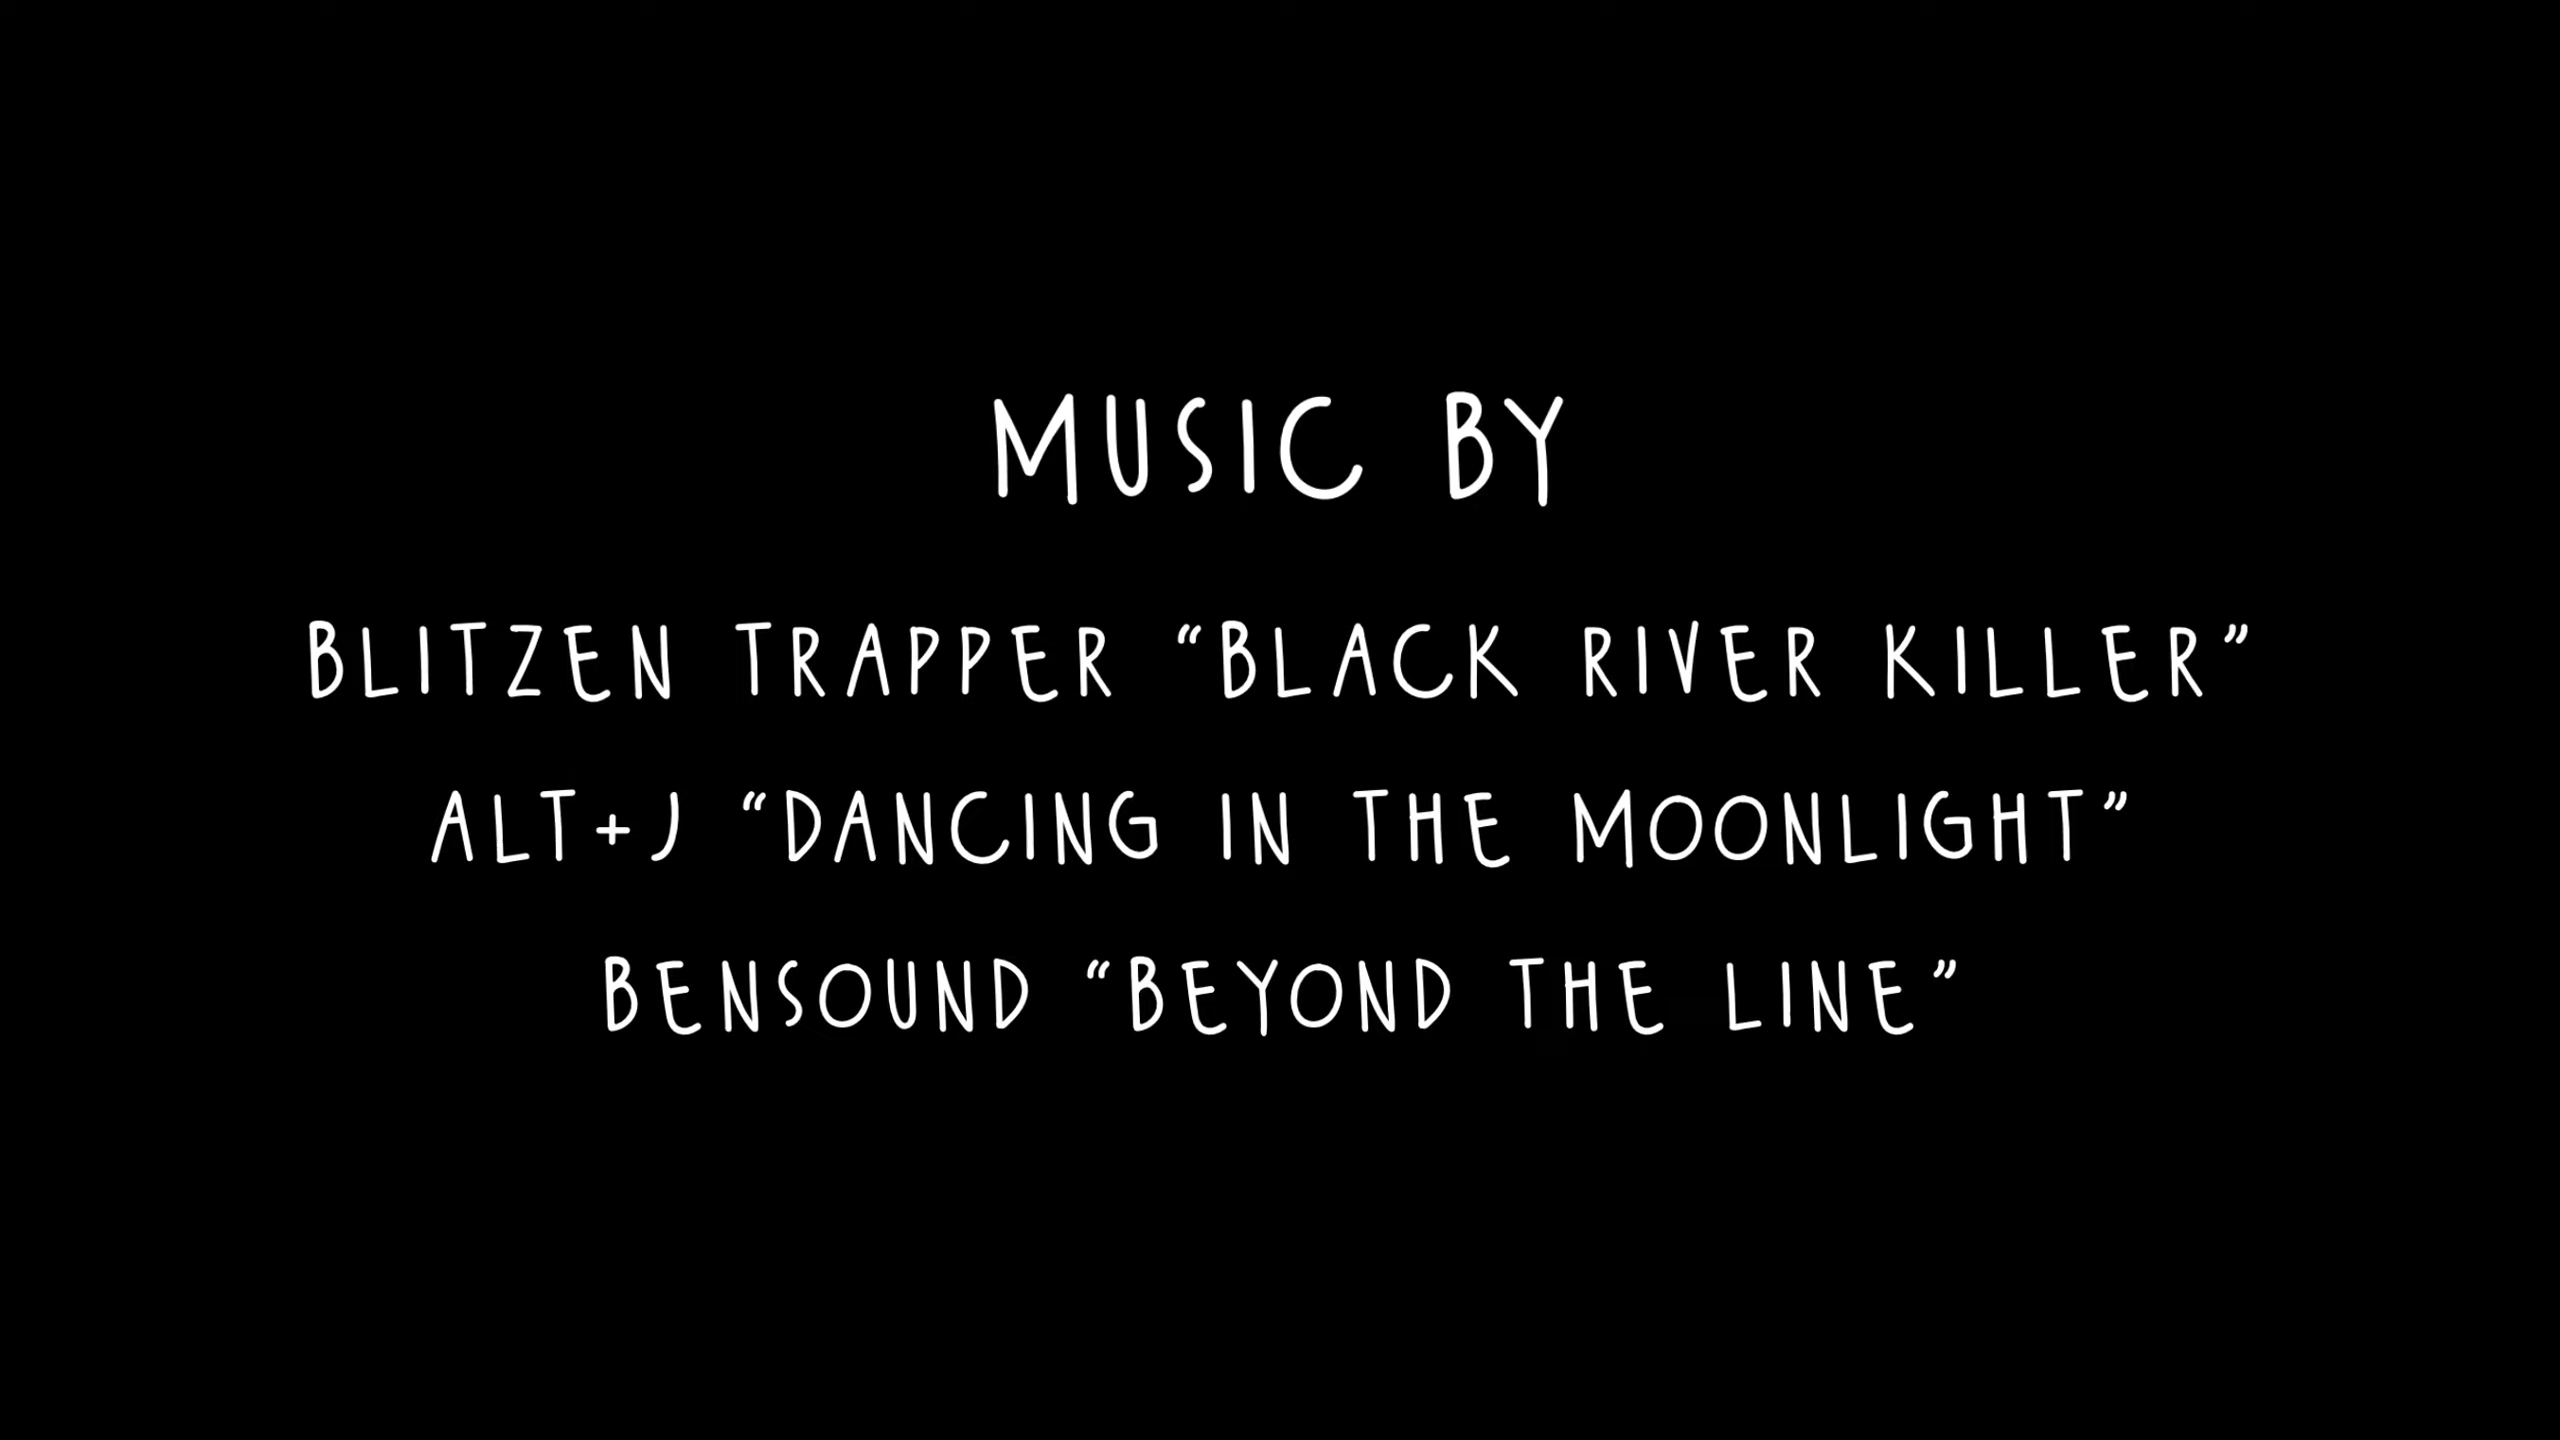 MUSIC BY
BLITZEN TRAPPER “BLACK RIVER KILLER”
ALT+J “DANCING IN THE MOONLIGHT”
BENSOUND “BEYOND THE LINE”